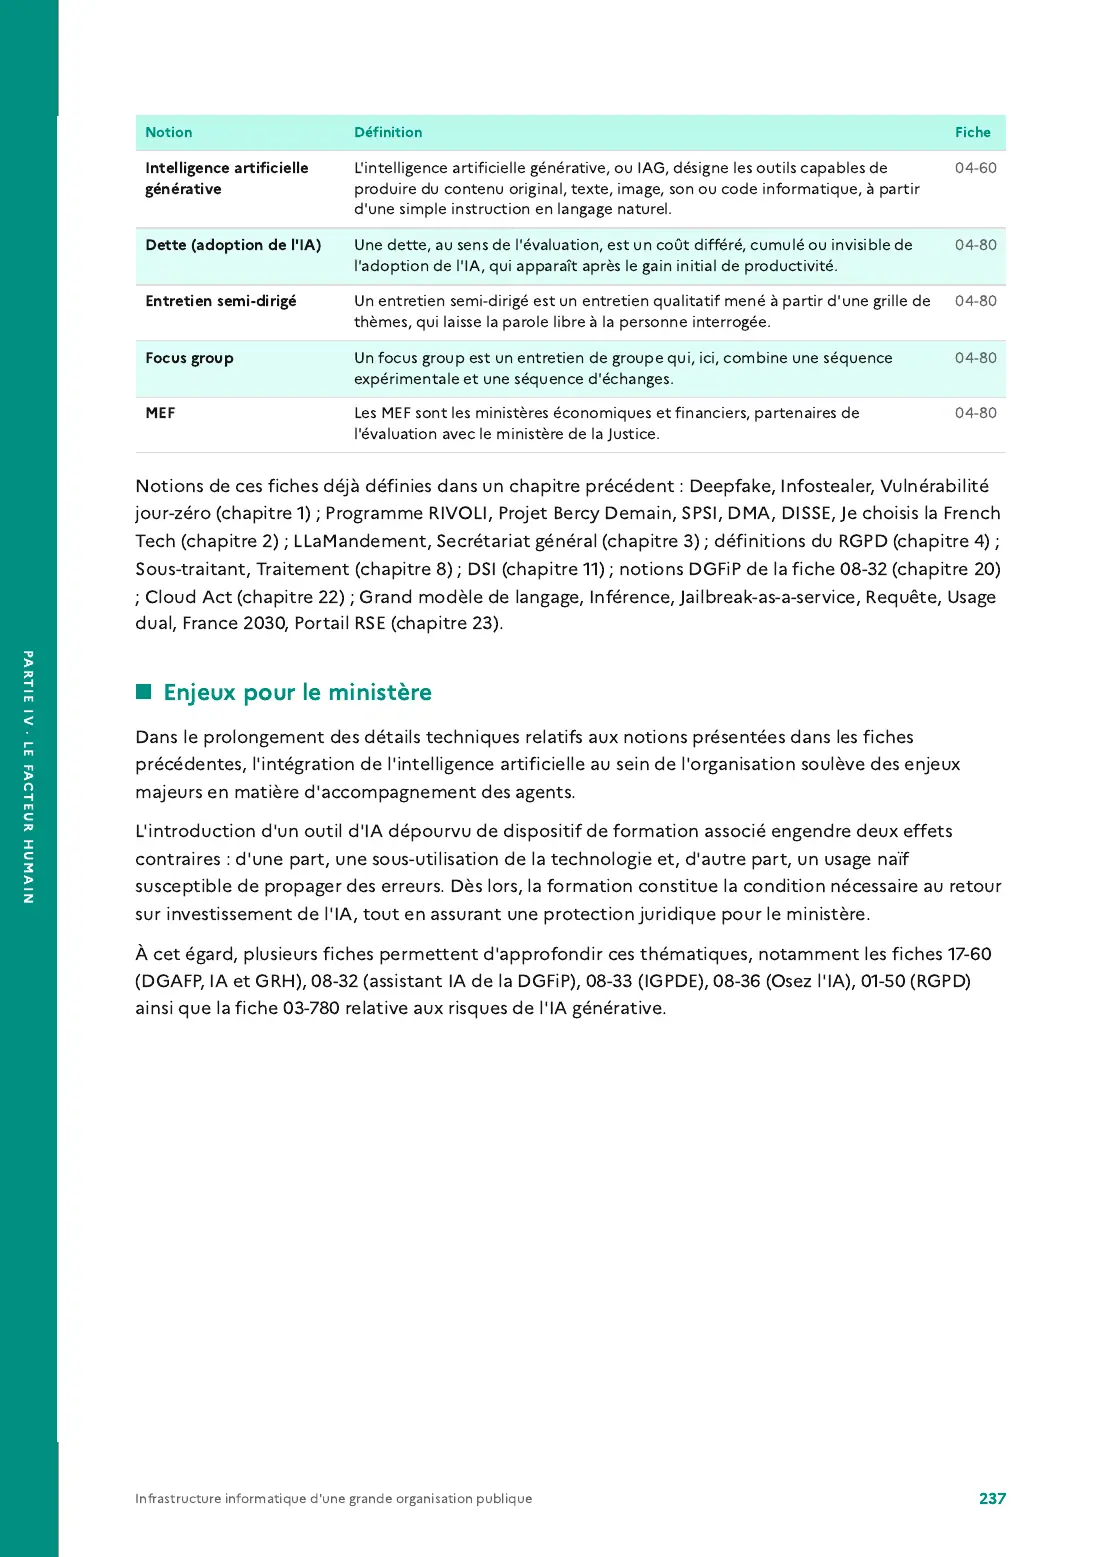 Notion Définition Fiche
Intelligence artificielle générative
L'intelligence artificielle générative, ou IAG, désigne les outils capables de
produire du contenu original, texte, image, son ou code informatique, à partir
d'une simple instruction en langage naturel.
04-60
Dette (adoption de l'IA)
Une dette, au sens de l'évaluation, est un coût différé, cumulé ou invisible de
l'adoption de l'IA, qui apparaît après le gain initial de productivité.
04-80
Entretien semi-dirigé
Un entretien semi-dirigé est un entretien qualitatif mené à partir d'une grille de
thèmes, qui laisse la parole libre à la personne interrogée.
04-80
Focus group
Un focus group est un entretien de groupe qui, ici, combine une séquence
expérimentale et une séquence d'échanges.
04-80
MEF
Les MEF sont les ministères économiques et financiers, partenaires de
l'évaluation avec le ministère de la Justice.
04-80
Notions de ces fiches déjà définies dans un chapitre précédent : Deepfake, Infostealer, Vulnérabilité
jour-zéro (chapitre 1) ; Programme RIVOLI, Projet Bercy Demain, SPSI, DMA, DISSE, Je choisis la French
Tech (chapitre 2) ; LLaMandement, Secrétariat général (chapitre 3) ; définitions du RGPD (chapitre 4) ;
Sous-traitant, Traitement (chapitre 8) ; DSI (chapitre 11) ; notions DGFiP de la fiche 08-32 (chapitre 20)
; Cloud Act (chapitre 22) ; Grand modèle de langage, Inférence, Jailbreak-as-a-service, Requête, Usage
dual, France 2030, Portail RSE (chapitre 23).
Enjeux pour le ministère
Dans le prolongement des détails techniques relatifs aux notions présentées dans les fiches
précédentes, l'intégration de l'intelligence artificielle au sein de l'organisation soulève des enjeux
majeurs en matière d'accompagnement des agents.
L'introduction d'un outil d'IA dépourvu de dispositif de formation associé engendre deux effets
contraires : d'une part, une sous-utilisation de la technologie et, d'autre part, un usage naïf
susceptible de propager des erreurs. Dès lors, la formation constitue la condition nécessaire au retour
sur investissement de l'IA, tout en assurant une protection juridique pour le ministère.
À cet égard, plusieurs fiches permettent d'approfondir ces thématiques, notamment les fiches 17-60
(DGAFP, IA et GRH), 08-32 (assistant IA de la DGFiP), 08-33 (IGPDE), 08-36 (Osez l'IA), 01-50 (RGPD)
ainsi que la fiche 03-780 relative aux risques de l'IA générative.
PARTIE IV · LE FACTEUR HUMAIN
Infrastructure informatique d'une grande organisation publique
237